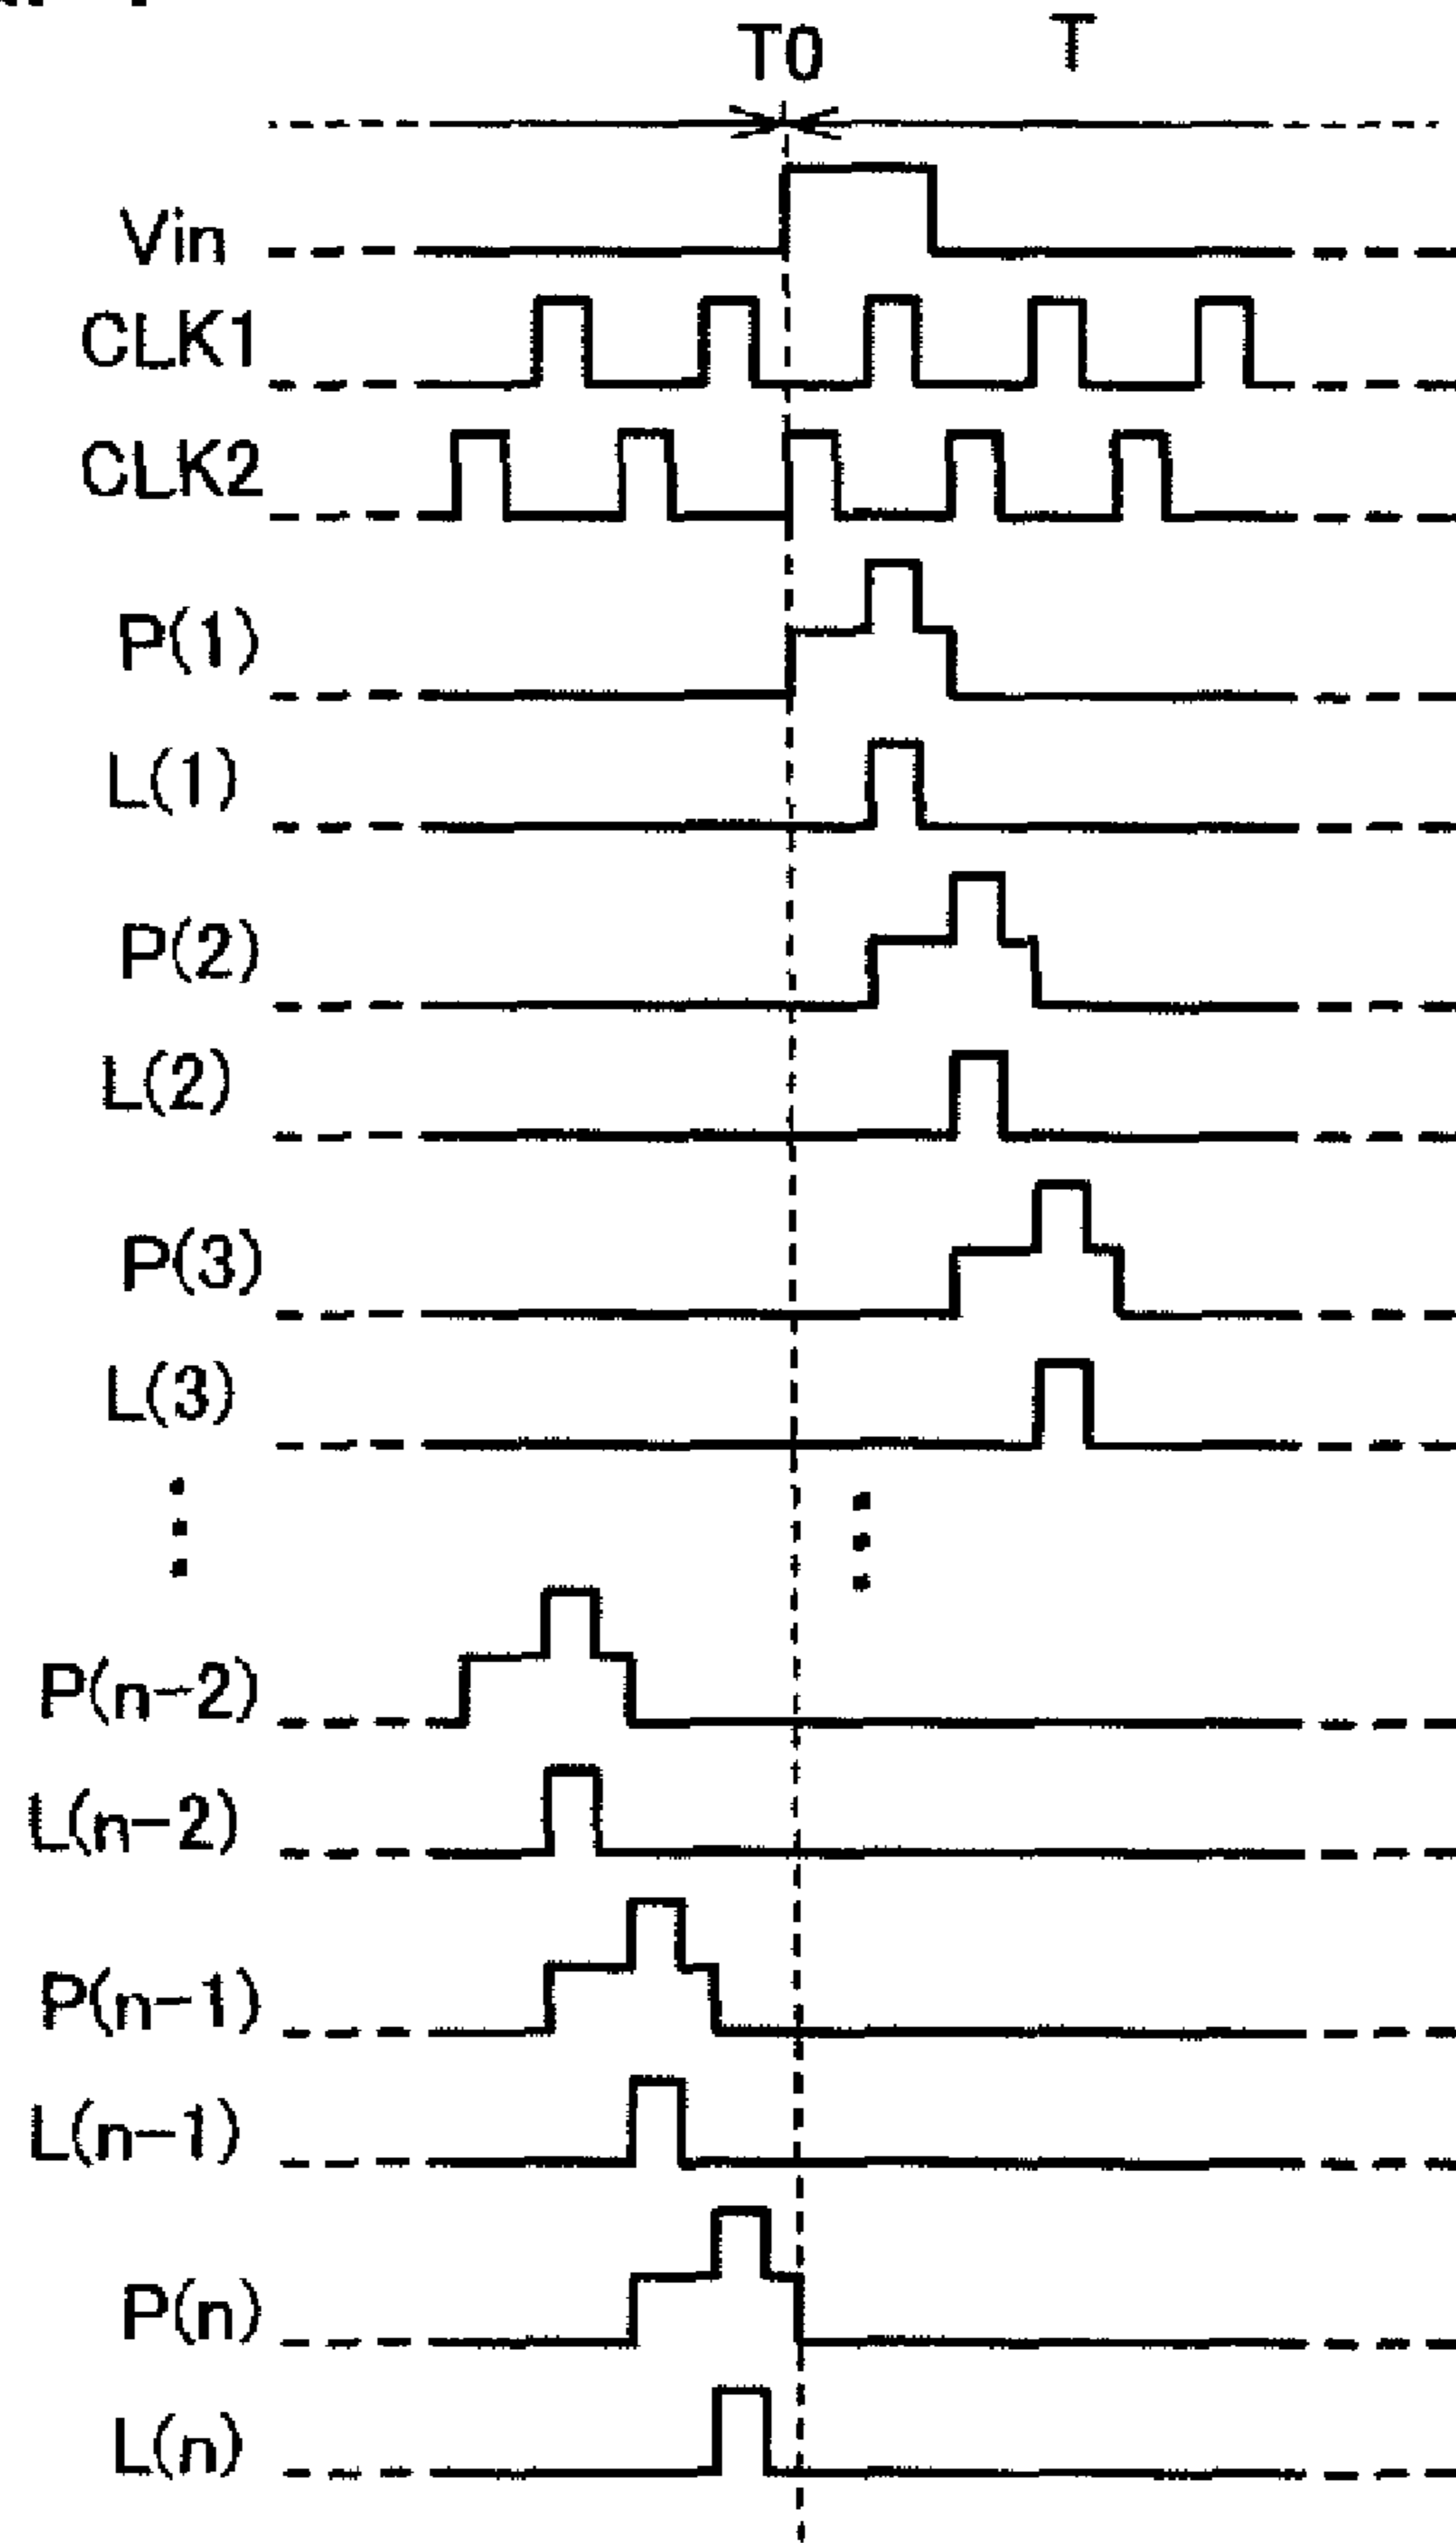 T0 T
Vin
CLK1
CLK2
P(1)
L(1)
P(2)
L(2)
P(3)
L(3)
P(n-2)
L(n-2)
P(n-1)
L(n-1)
P(n)
L(n)